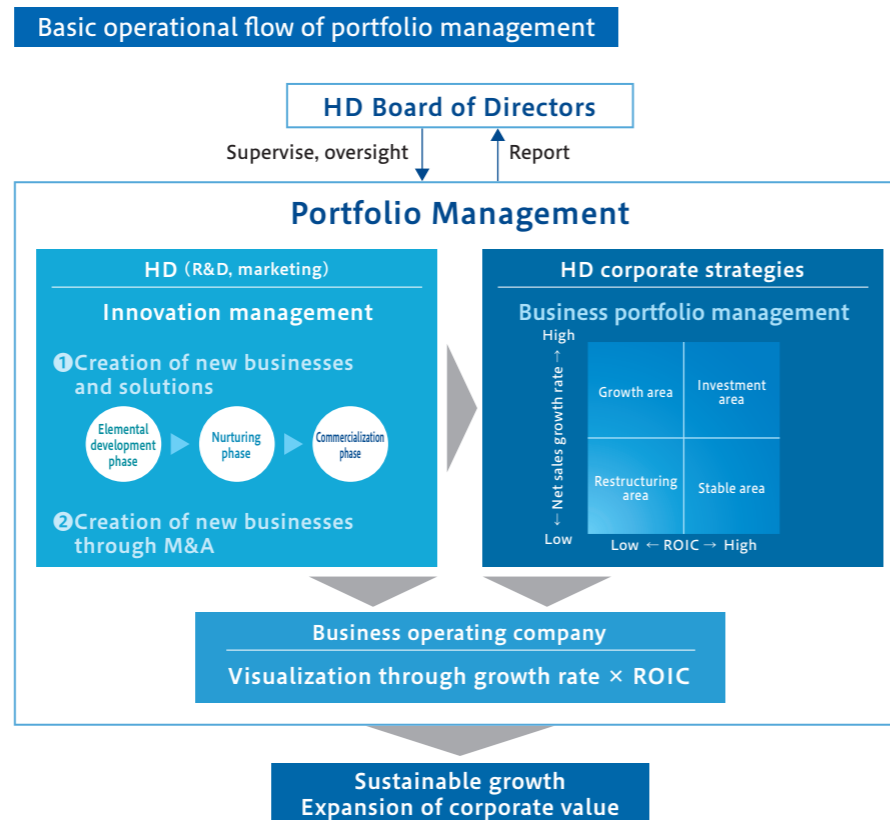 Basic operational flow of portfolio management
HD Board of Directors
Supervise, oversight
Report
Portfolio Management
HD (R&D, marketing)
Innovation management
❶Creation of new businesses
and solutions
Elemental
development
phase
Nurturing
phase
Commercialization
phase
❷Creation of new businesses
through M&A
HD corporate strategies
Business portfolio management
High
← Net sales growth rate →
Low
Growth area
Investment
area
Restructuring
area
Stable area
Low ← ROIC → High
Business operating company
Visualization through growth rate × ROIC
Sustainable growth
Expansion of corporate value